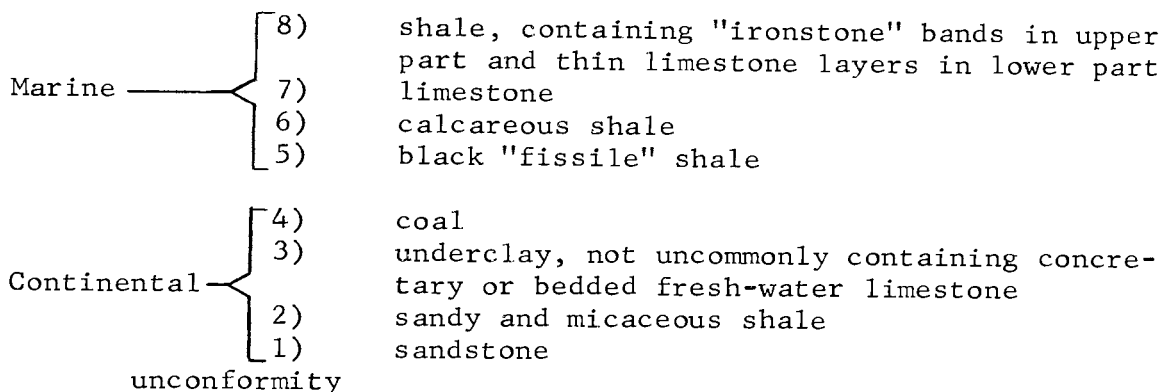 8) shale, containing "ironstone" bands in upper
part and thin limestone layers in lower part
Marine 7) limestone
6) calcareous shale
5) black "fissile" shale
4) coal
3) underclay, not uncommonly containing concre-
Continental tary or bedded fresh-water limestone
2) sandy and micaceous shale
1) sandstone
unconformity